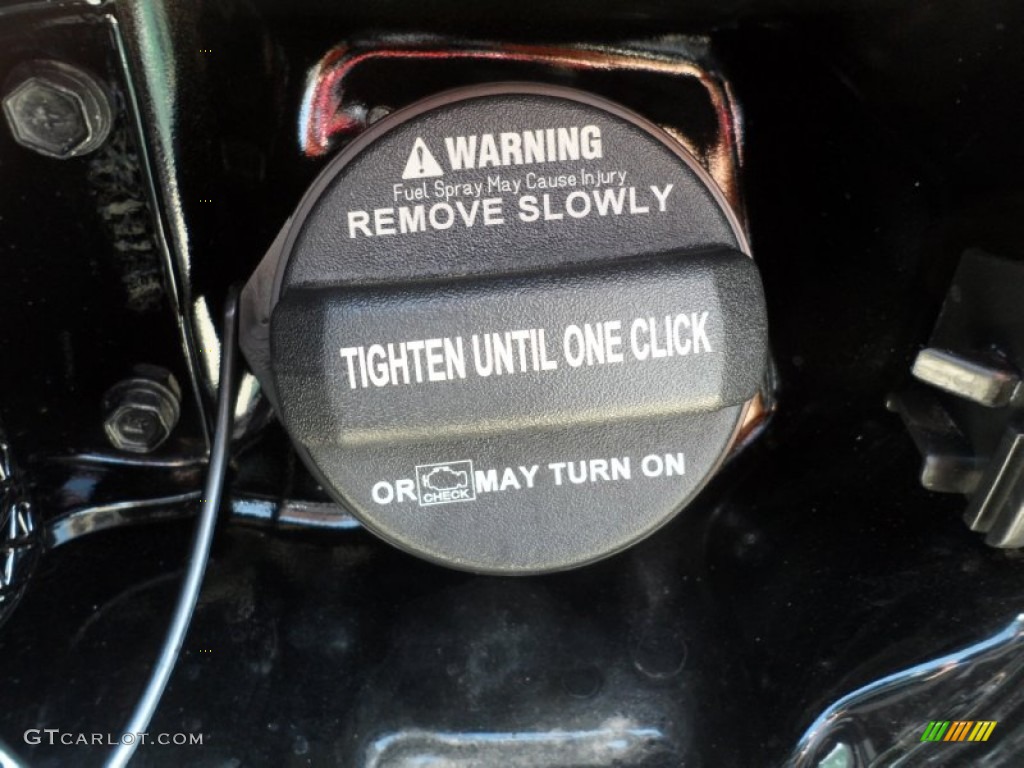 WARNING
Fuel Spray May Cause Injury
REMOVE SLOWLY
TIGHTEN UNTIL ONE CLICK
OR CHECK MAY TURN ON
GTCARLOT.COM